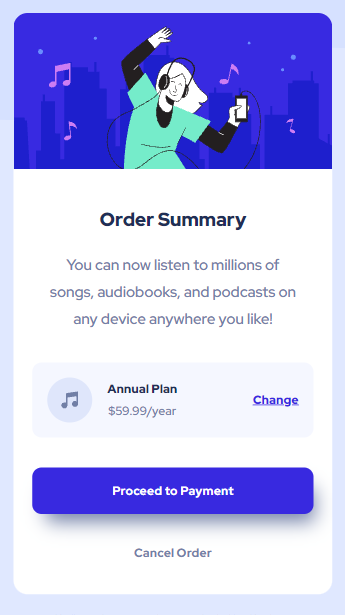 Order Summary
You can now listen to millions of
songs, audiobooks, and podcasts on
any device anywhere you like!
Annual Plan
$59.99/year
Change
Proceed to Payment
Cancel Order